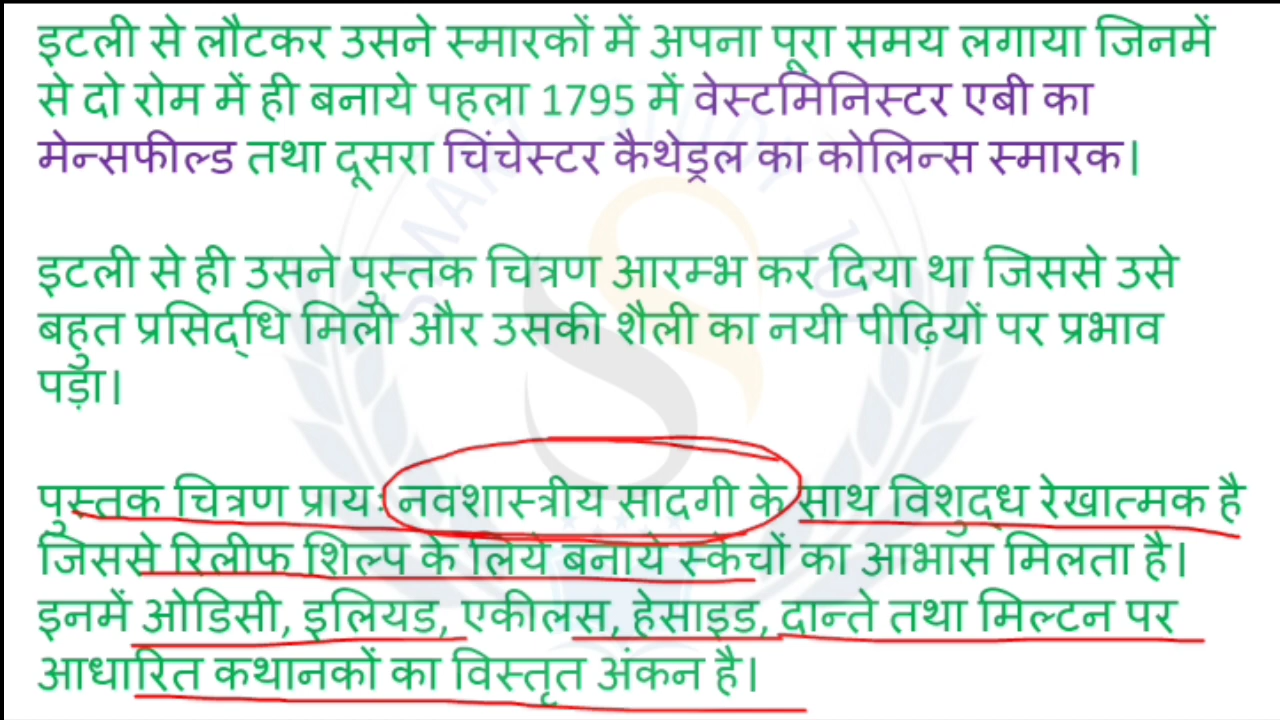 इटली से लौटकर उसने स्मारकों में अपना पूरा समय लगाया जिनमें
से दो रोम में ही बनाये पहला 1795 में वेस्टमिनिस्टर एबी का
मेन्सफील्ड तथा दूसरा चिंचेस्टर कैथेड्रल का कोलिन्स स्मारक|
इटली से ही उसने पुस्तक चित्रण आरम्भ कर दिया था जिससे उसे
बहुत प्रसिद्धि मिली और उसकी शैली का नयी पीढ़ियों पर प्रभाव
पड़ा|
पुस्तक चित्रण प्राय: नवशास्त्रीय सादगी के साथ विशुद्ध रेखात्मक है
जिससे रिलीफ शिल्प के लिये बनाये स्केचों का आभास मिलता है|
इनमें ओडिसी, इलियड, एकीलस, हेसाइड, दान्ते तथा मिल्टन पर
आधारित कथानकों का विस्तृत अंकन है|